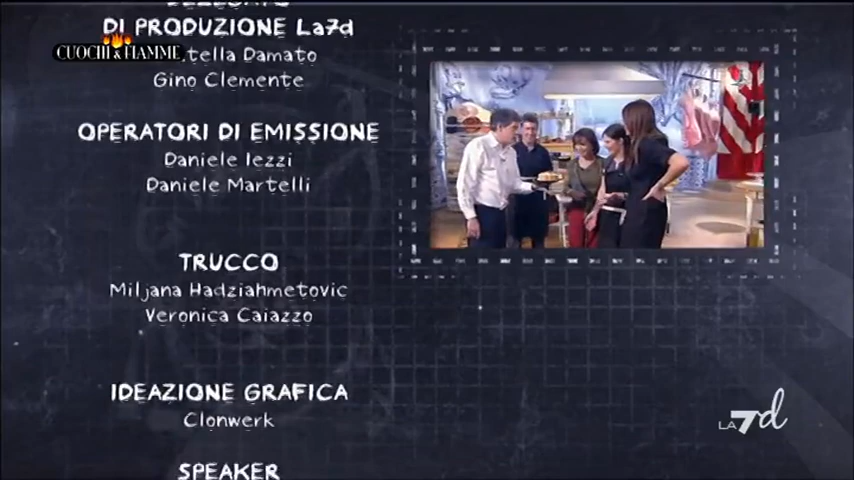 DI PRODUZIONE La7d
CUOCHI & FIAMME
Damato
Gino Clemente
OPERATORI DI EMISSIONE
Daniele Iezzi
Daniele Martelli
TRUCCO
Miljana Hadziahmetovic
Veronica Caiazzo
IDEAZIONE GRAFICA
Clonwerk
SPEAKER
LA7d